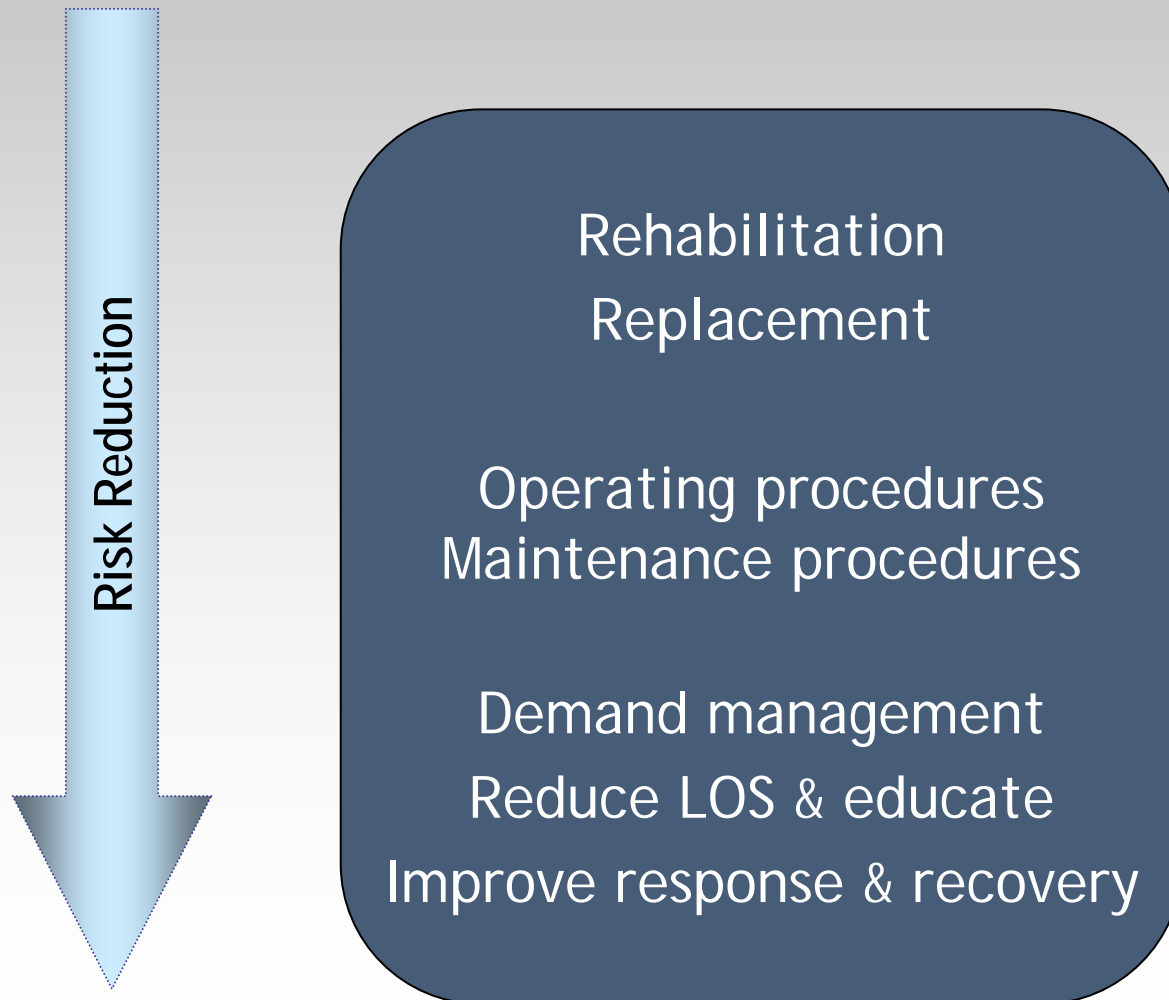 Risk Reduction
Rehabilitation
Replacement
Operating procedures
Maintenance procedures
Demand management
Reduce LOS & educate
Improve response & recovery